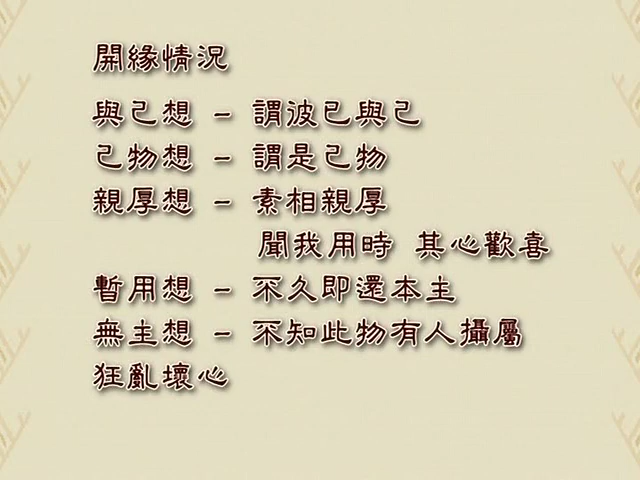 開緣情況
與己想 - 謂波已與己
己物想 - 謂是己物
親厚想 - 素相親厚
聞我用時 其心歡喜
暫用想 - 不久即還本主
無主想 - 不知此物有人攝屬
狂亂壞心